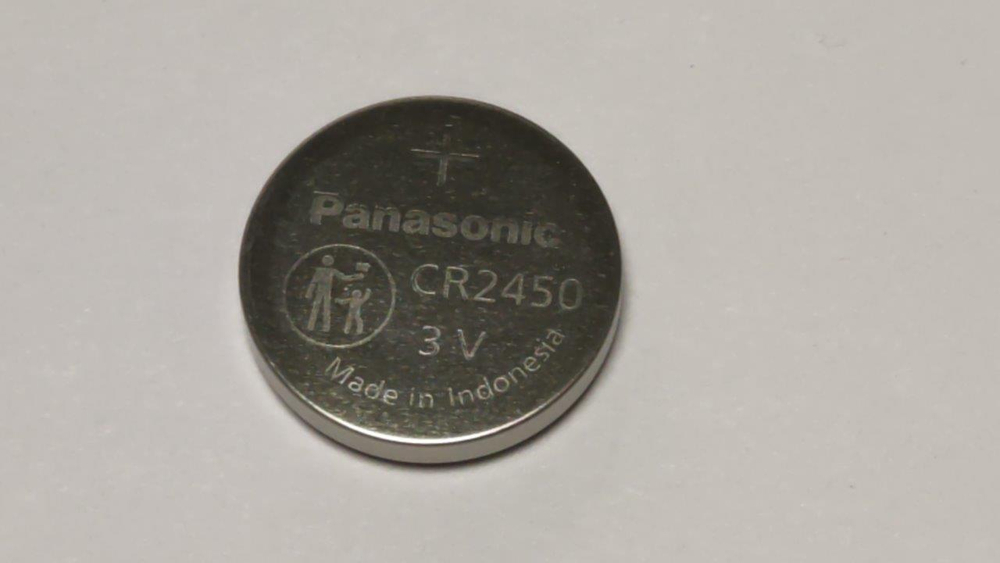 +
Panasonic
CR2450
3 V
Made in Indonesia